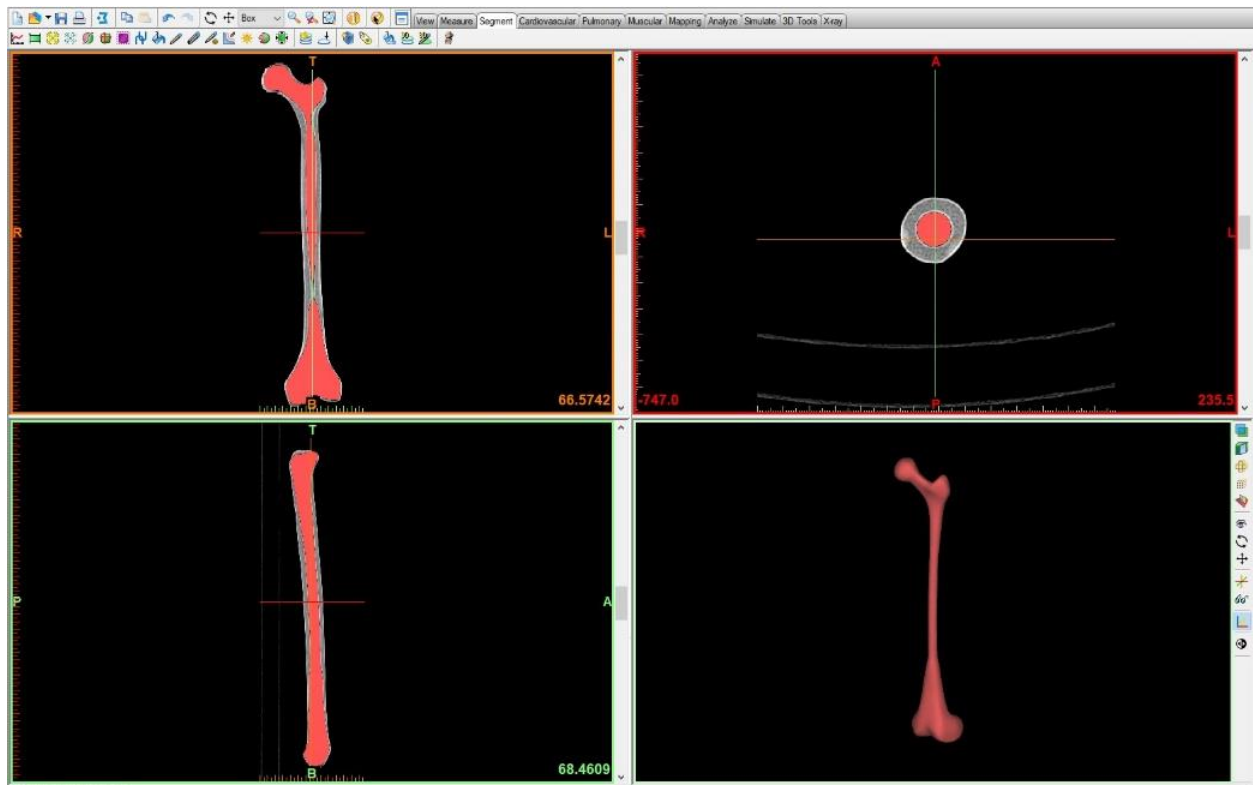 Box
View Measure Segment Cardiovascular Pulmonary Muscular Mapping Analyze Simulate 3D Tools X-ray
T
R
L
B
66.5742
A
R
L
P
-747.0
235.5
T
P
A
B
68.4609